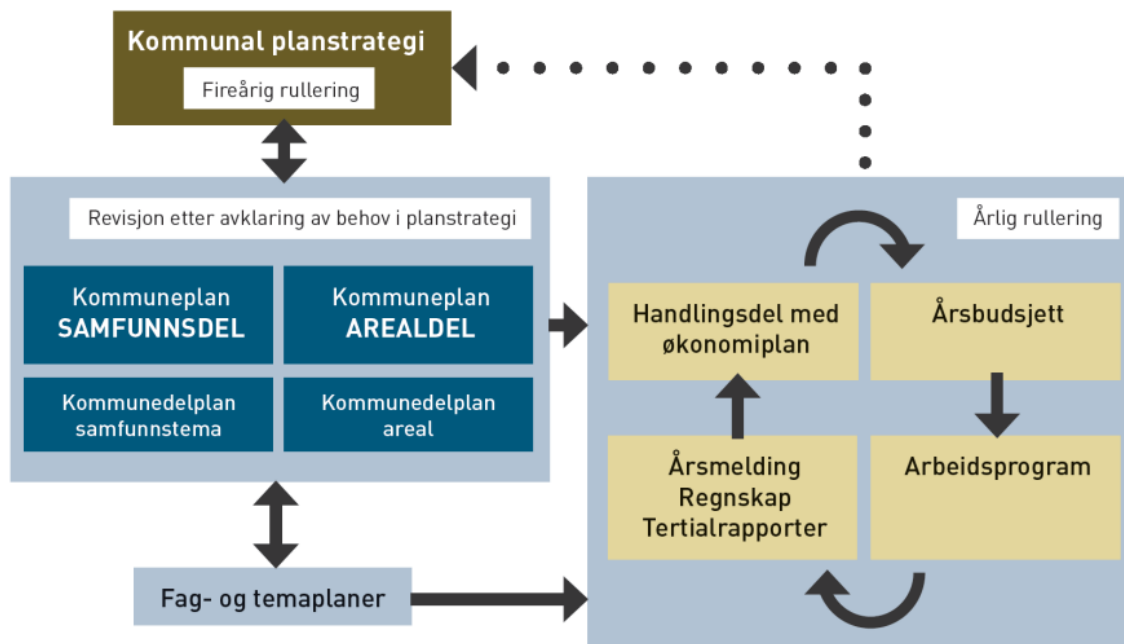 Kommunal planstrategi
Fireårig rullering
Revisjon etter avklaring av behov i planstrategi
Kommuneplan
SAMFUNNSDEL
Kommuneplan
AREALDEL
Kommunedelplan
samfunnstema
Kommunedelplan
areal
Fag- og temaplaner
Årlig rullering
Handlingsdel med
økonomiplan
Årsbudsjett
Årsmelding
Regnskap
Tertialrapporter
Arbeidsprogram